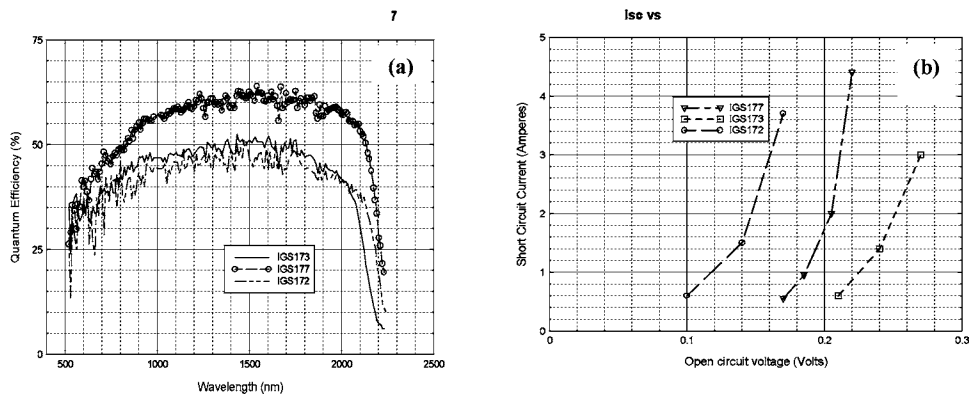 7
75
50
25
0
Quantum Efficiency (%)
(a)
IGS173
IGS177
IGS172
500
1000
1500
2000
2500
Wavelength (nm)
isc vs
5
4
3
2
1
0
Short Circuit Current (Amperes)
(b)
IGS177
IGS173
IGS172
0
0.1
0.2
0.3
Open circuit voltage (Volts)